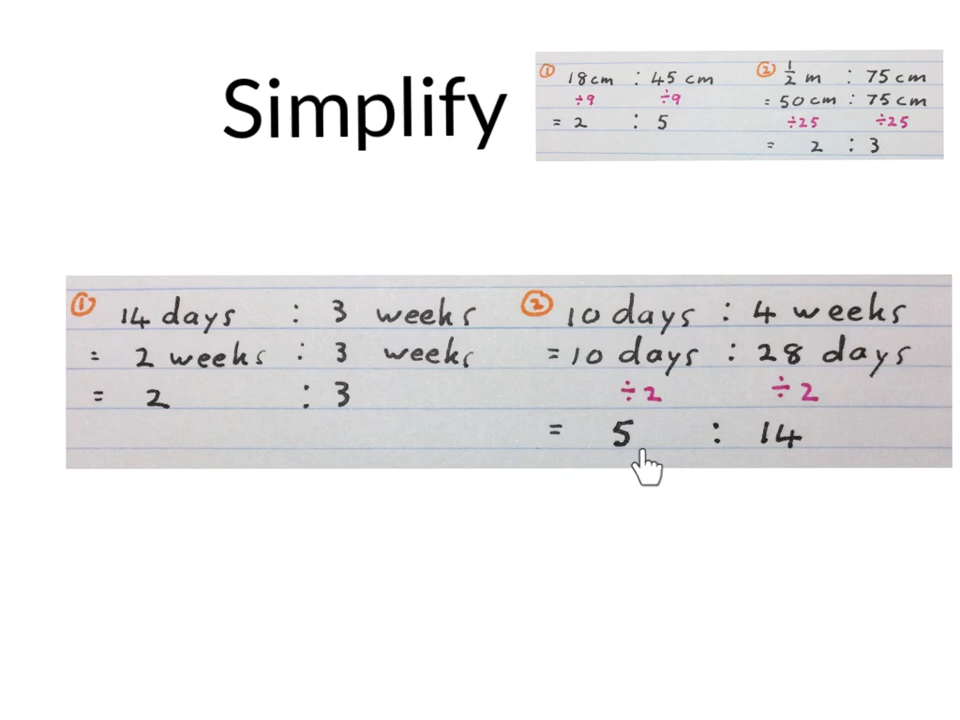 Simplify
① 18cm : 45 cm
÷9 ÷9
= 2 : 5
② 1/2 m : 75 cm
= 50 cm : 75 cm
÷25 ÷25
= 2 : 3
① 14 days : 3 weeks
= 2 weeks : 3 weeks
= 2 : 3
② 10 days : 4 weeks
= 10 days : 28 days
÷2 ÷2
= 5 : 14